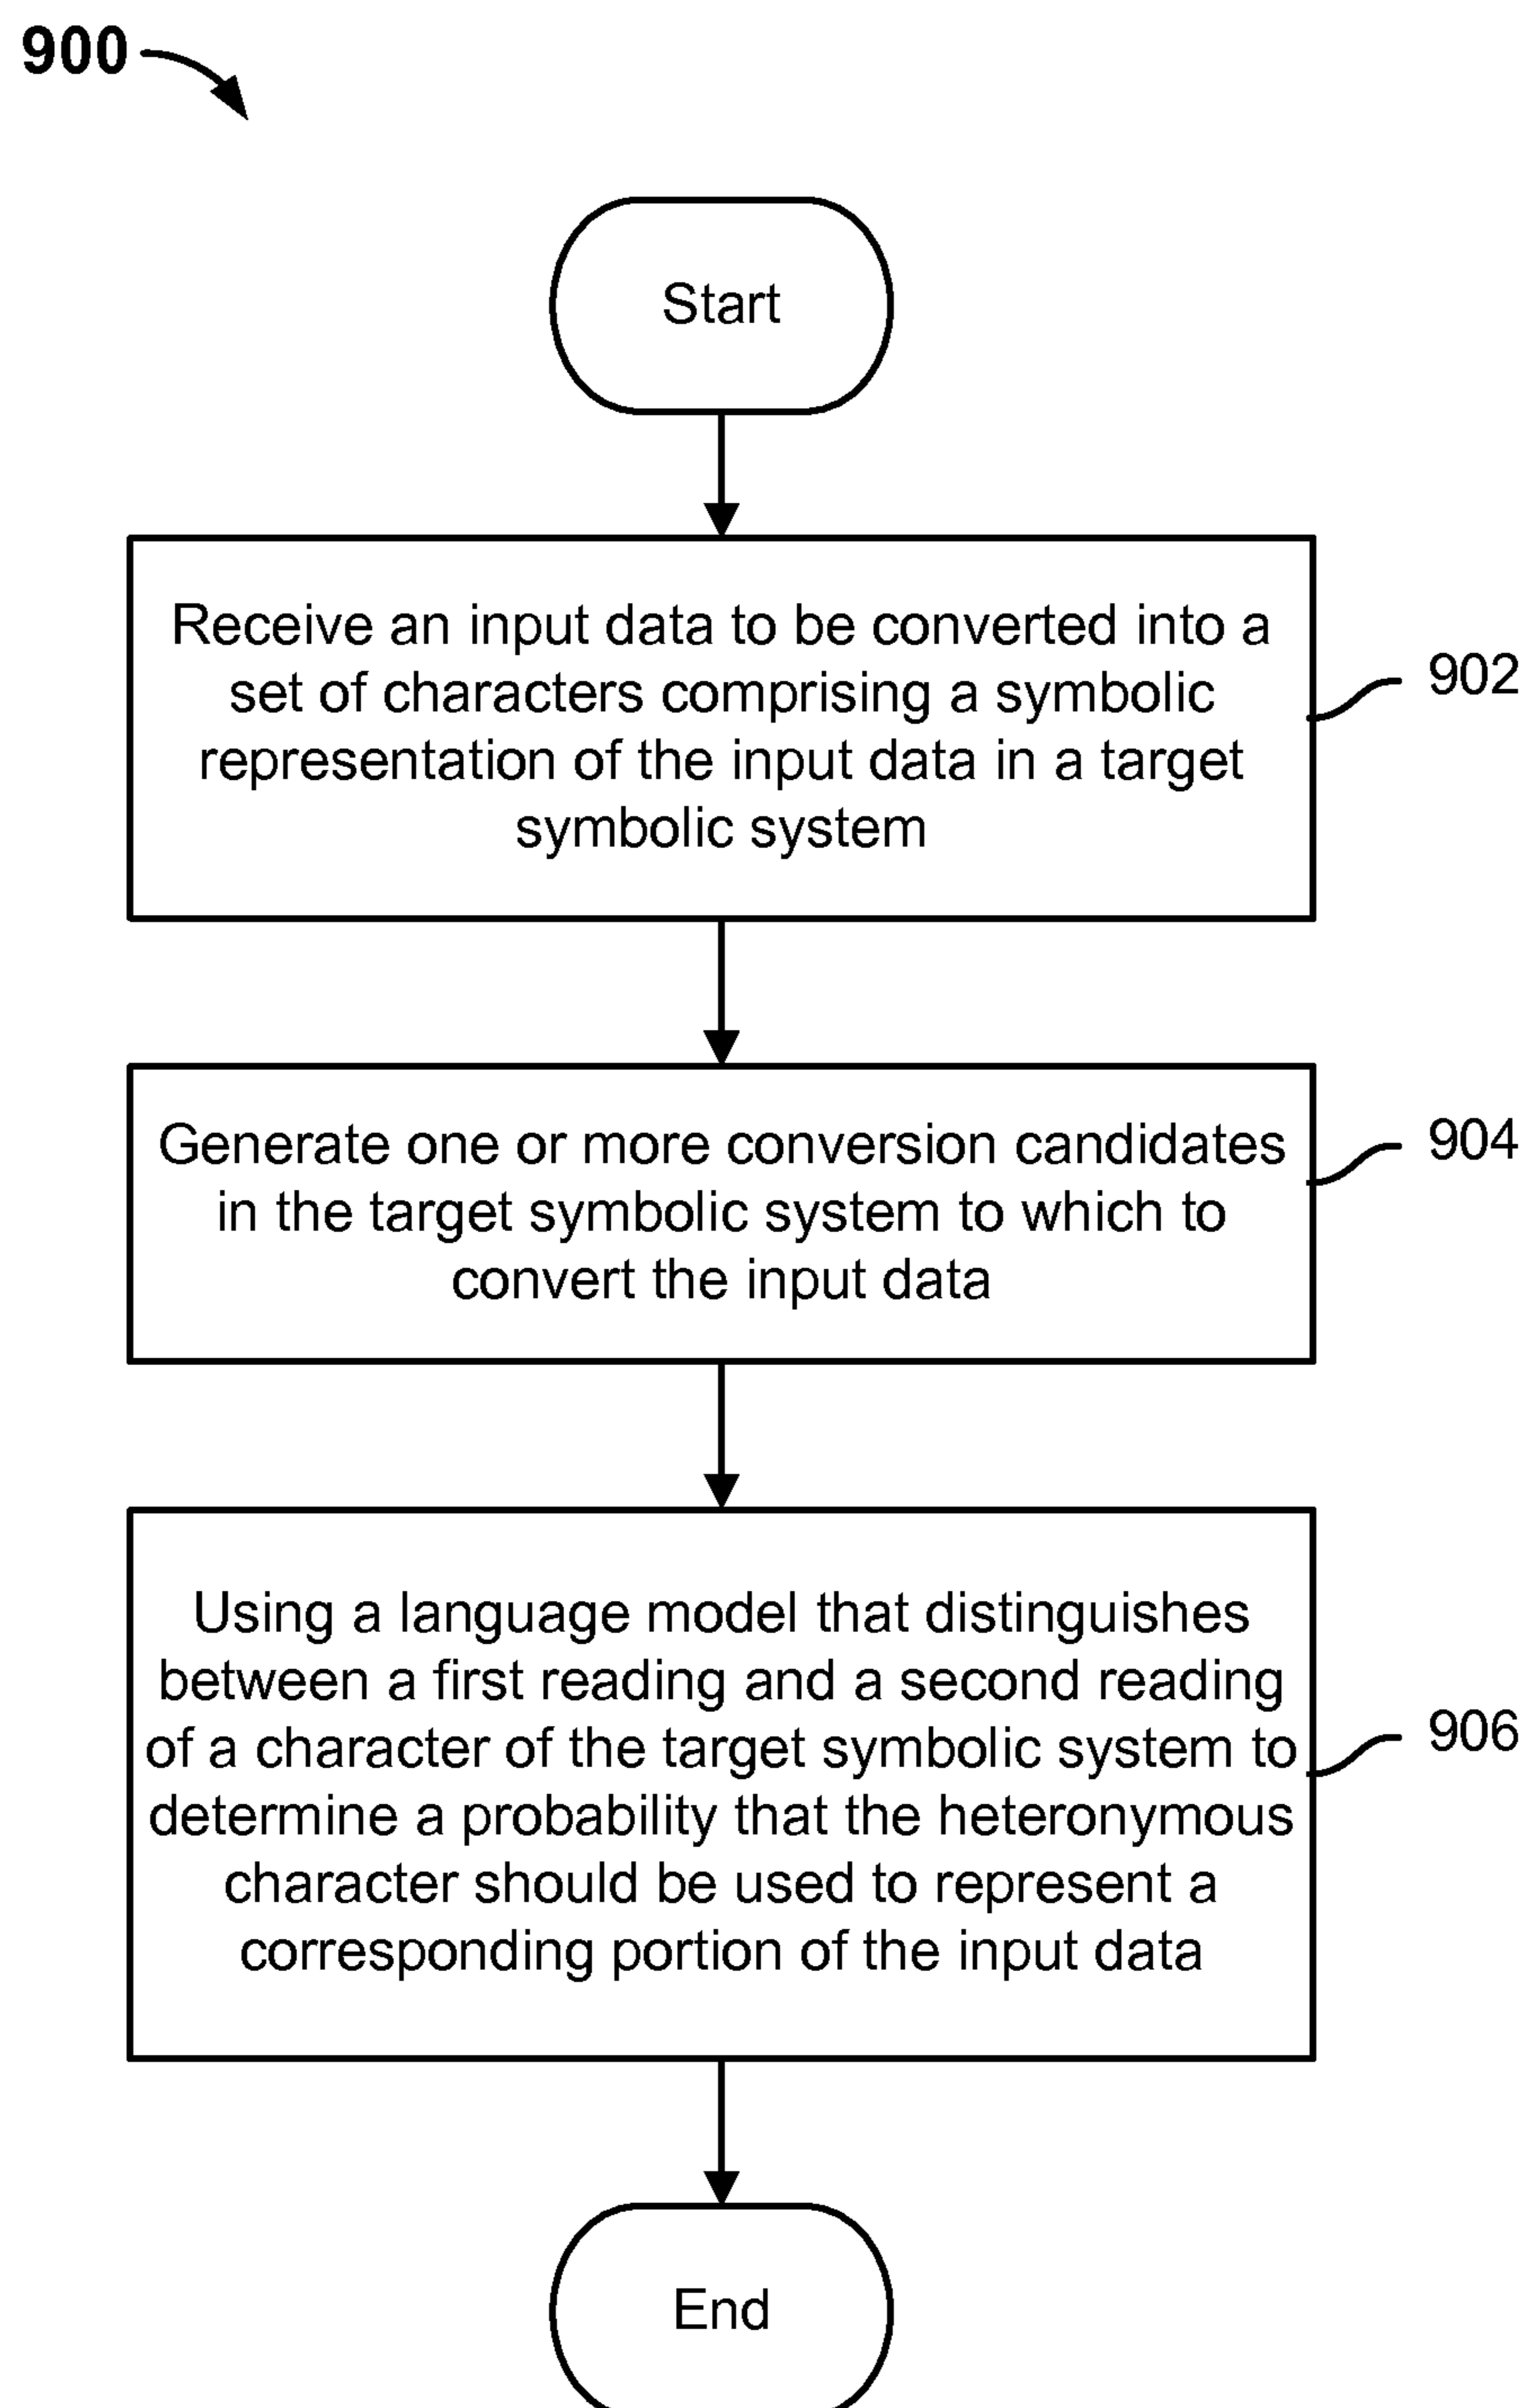 900
Start
Receive an input data to be converted into a
set of characters comprising a symbolic
representation of the input data in a target
symbolic system
902
Generate one or more conversion candidates
in the target symbolic system to which to
convert the input data
904
Using a language model that distinguishes
between a first reading and a second reading
of a character of the target symbolic system to
determine a probability that the heteronymous
character should be used to represent a
corresponding portion of the input data
906
End